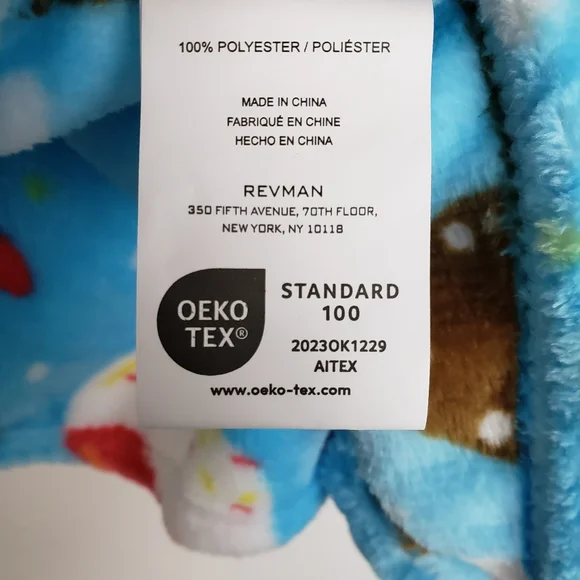 100% POLYESTER / POLIÉSTER
MADE IN CHINA
FABRIQUÉ EN CHINE
HECHO EN CHINA
REVMAN
350 FIFTH AVENUE, 70TH FLOOR,
NEW YORK, NY 10118
OEKO
TEX®
STANDARD
100
2023OK1229
AITEX
www.oeko-tex.com